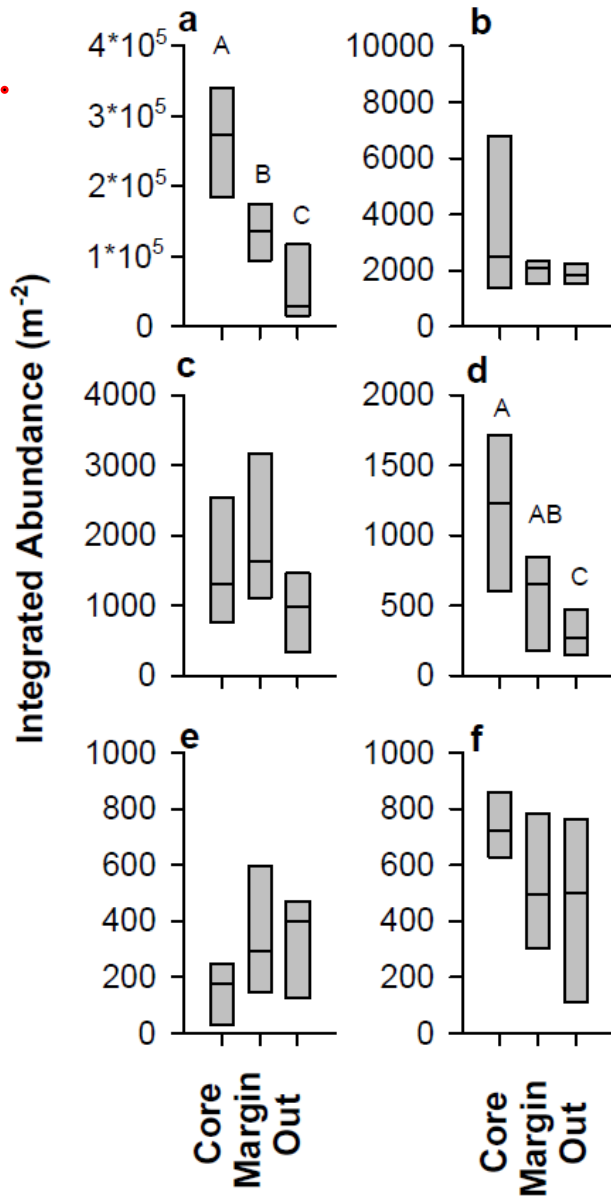 Integrated Abundance (m⁻²)
a
4*10⁵
3*10⁵
2*10⁵
1*10⁵
0
A
B
C
b
10000
8000
6000
4000
2000
0
c
4000
3000
2000
1000
0
d
2000
1500
1000
500
0
A
AB
C
e
1000
800
600
400
200
0
Core
Margin
Out
f
1000
800
600
400
200
0
Core
Margin
Out